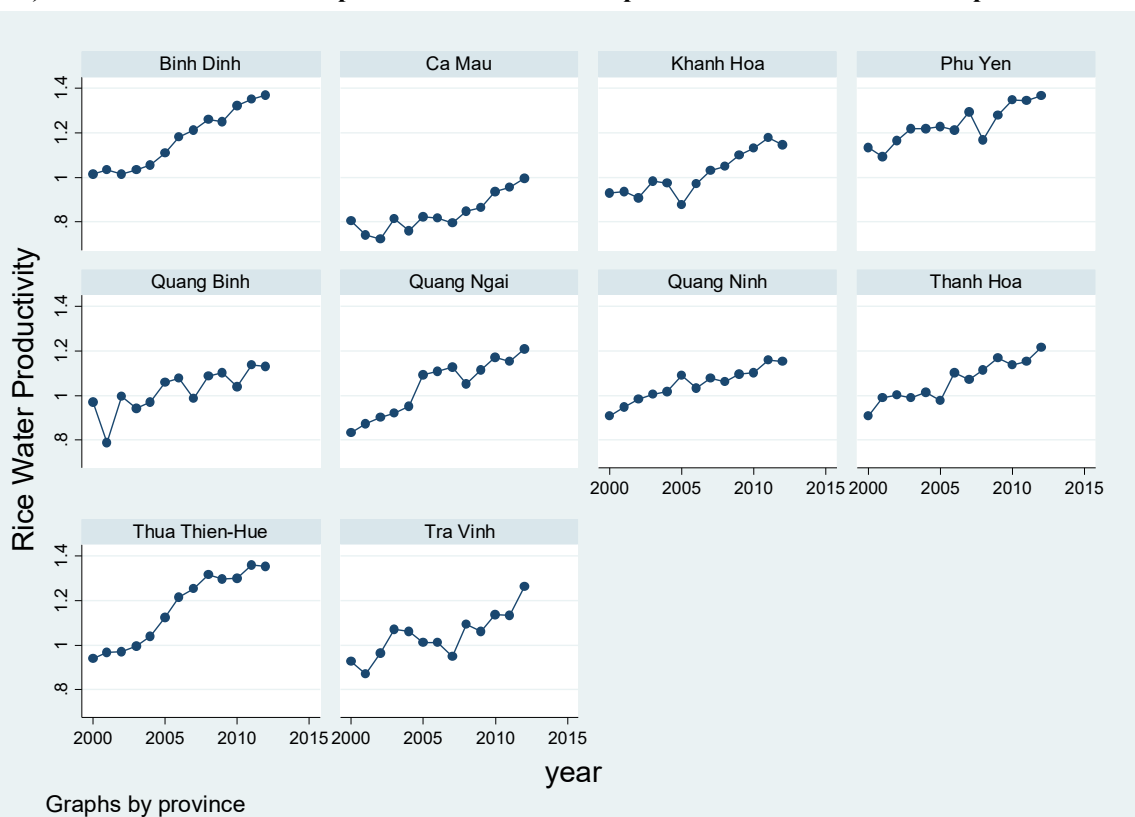 Binh Dinh Ca Mau Khanh Hoa Phu Yen
1.4
1.2
1
.8
Quang Binh Quang Ngai Quang Ninh Thanh Hoa
1.4
1.2
1
.8
2000 2005 2010 2015 2000 2005 2010 2015
Thua Thien-Hue Tra Vinh
1.4
1.2
1
.8
2000 2005 2010 2015 2000 2005 2010 2015
Rice Water Productivity
year
Graphs by province